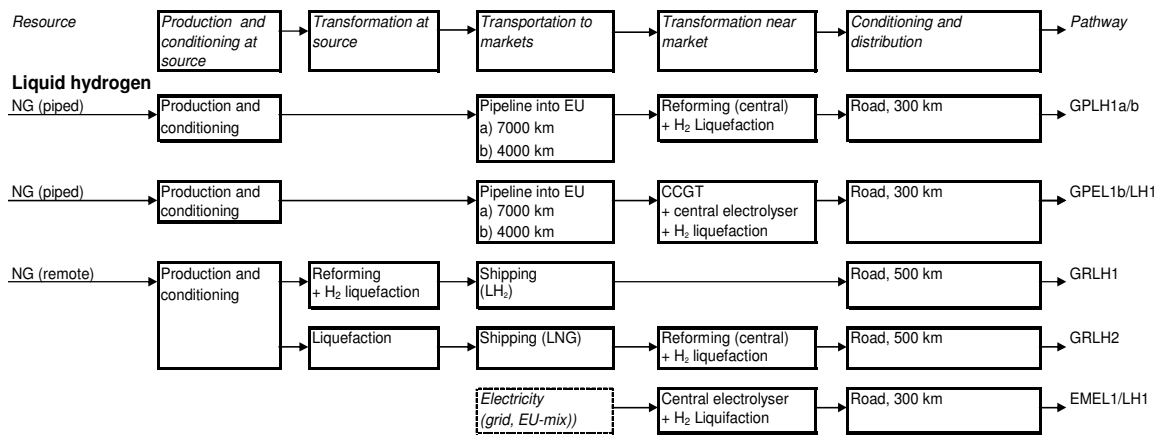 Resource
Production and
conditioning at
source
Transformation at
source
Transportation to
markets
Transformation near
market
Conditioning and
distribution
Pathway
Liquid hydrogen
NG (piped)
Production and
conditioning
Pipeline into EU
a) 7000 km
b) 4000 km
Reforming (central)
+ H₂ Liquefaction
Road, 300 km
GPLH1a/b
NG (piped)
Production and
conditioning
Pipeline into EU
a) 7000 km
b) 4000 km
CCGT
+ central electrolyser
+ H₂ liquefaction
Road, 300 km
GPEL1b/LH1
NG (remote)
Production and
conditioning
Reforming
+ H₂ liquefaction
Shipping
(LH₂)
Road, 500 km
GRLH1
Liquefaction
Shipping (LNG)
Reforming (central)
+ H₂ liquefaction
Road, 500 km
GRLH2
Electricity
(grid, EU-mix))
Central electrolyser
+ H₂ Liquifaction
Road, 300 km
EMEL1/LH1